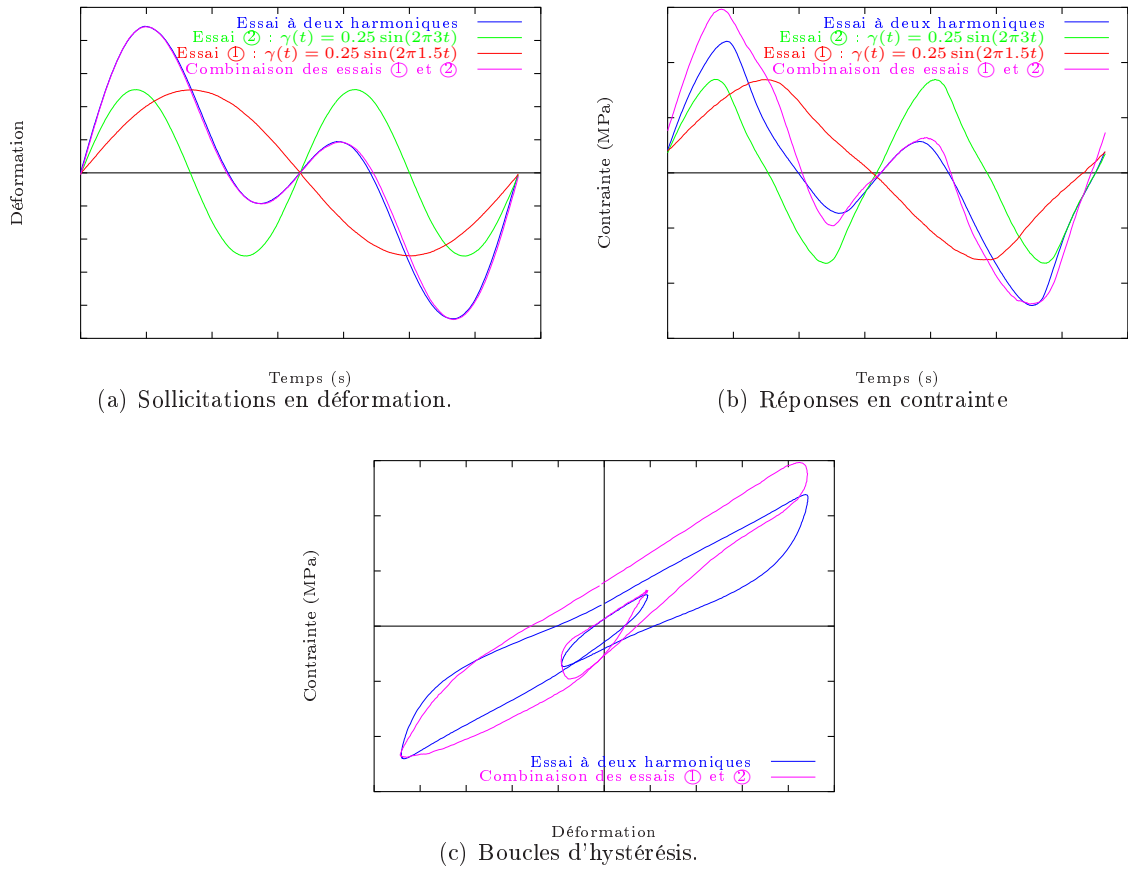 Essai à deux harmoniques
Essai ② : γ(t) = 0.25 sin(2π3t)
Essai ① : γ(t) = 0.25 sin(2π1.5t)
Combinaison des essais ① et ②
Déformation
Temps (s)
(a) Sollicitations en déformation.
Essai à deux harmoniques
Essai ② : γ(t) = 0.25 sin(2π3t)
Essai ① : γ(t) = 0.25 sin(2π1.5t)
Combinaison des essais ① et ②
Contrainte (MPa)
Temps (s)
(b) Réponses en contrainte
Contrainte (MPa)
Essai à deux harmoniques
Combinaison des essais ① et ②
Déformation
(c) Boucles d'hystérésis.